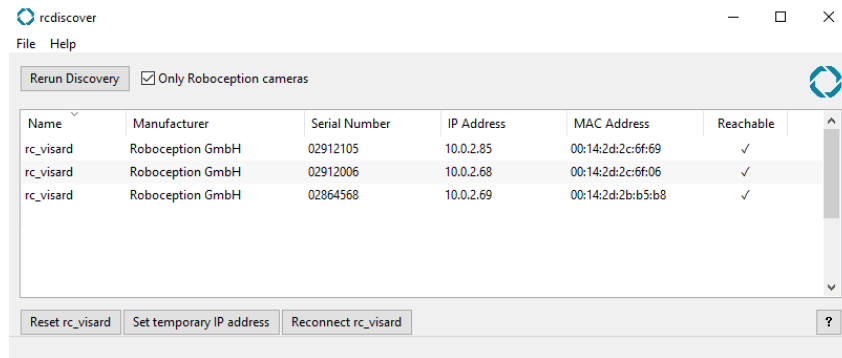 rcdiscover
File Help
Rerun Discovery Only Roboception cameras
Name Manufacturer Serial Number IP Address MAC Address Reachable
rc_visard Roboception GmbH 02912105 10.0.2.85 00:14:2d:2c:6f:69 ✓
rc_visard Roboception GmbH 02912006 10.0.2.68 00:14:2d:2c:6f:06 ✓
rc_visard Roboception GmbH 02864568 10.0.2.69 00:14:2d:2b:b5:b8 ✓
Reset rc_visard Set temporary IP address Reconnect rc_visard ?